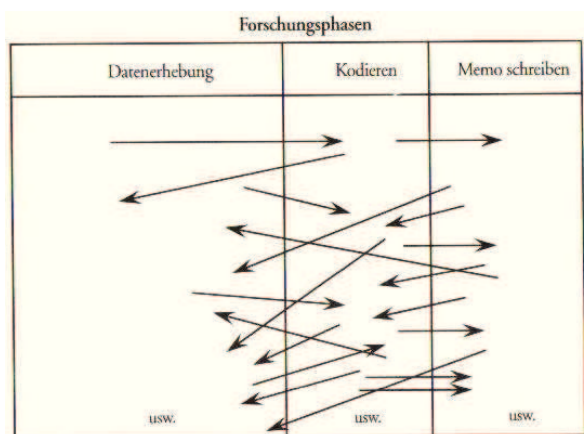 Forschungsphasen
Datenerhebung Kodieren Memo schreiben
usw. usw. usw.